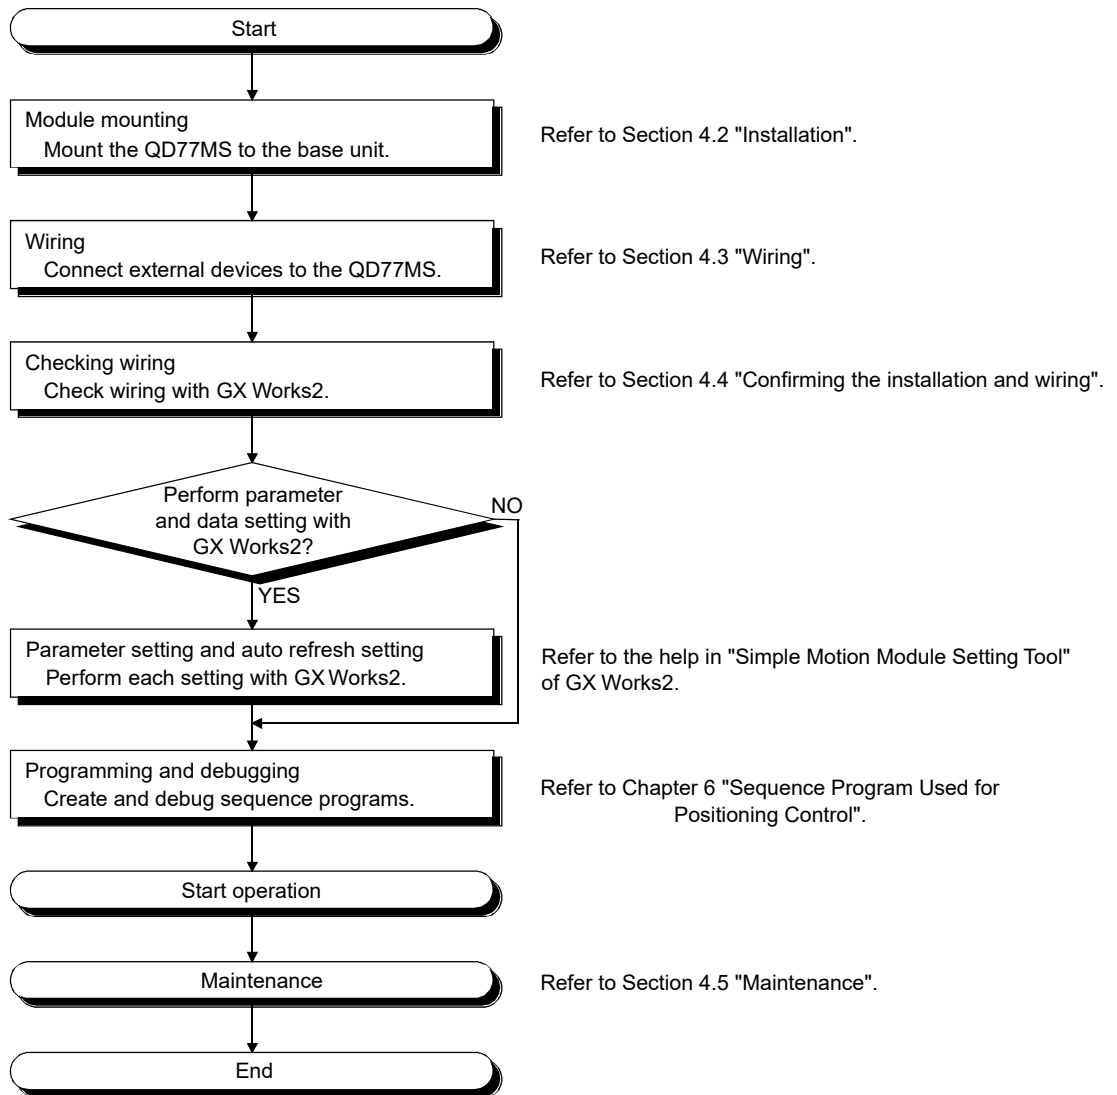 Start
Module mounting
Mount the QD77MS to the base unit.
Refer to Section 4.2 "Installation".
Wiring
Connect external devices to the QD77MS.
Refer to Section 4.3 "Wiring".
Checking wiring
Check wiring with GX Works2.
Refer to Section 4.4 "Confirming the installation and wiring".
Perform parameter
and data setting with
GX Works2?
NO
YES
Parameter setting and auto refresh setting
Perform each setting with GX Works2.
Refer to the help in "Simple Motion Module Setting Tool"
of GX Works2.
Programming and debugging
Create and debug sequence programs.
Refer to Chapter 6 "Sequence Program Used for
Positioning Control".
Start operation
Maintenance
Refer to Section 4.5 "Maintenance".
End